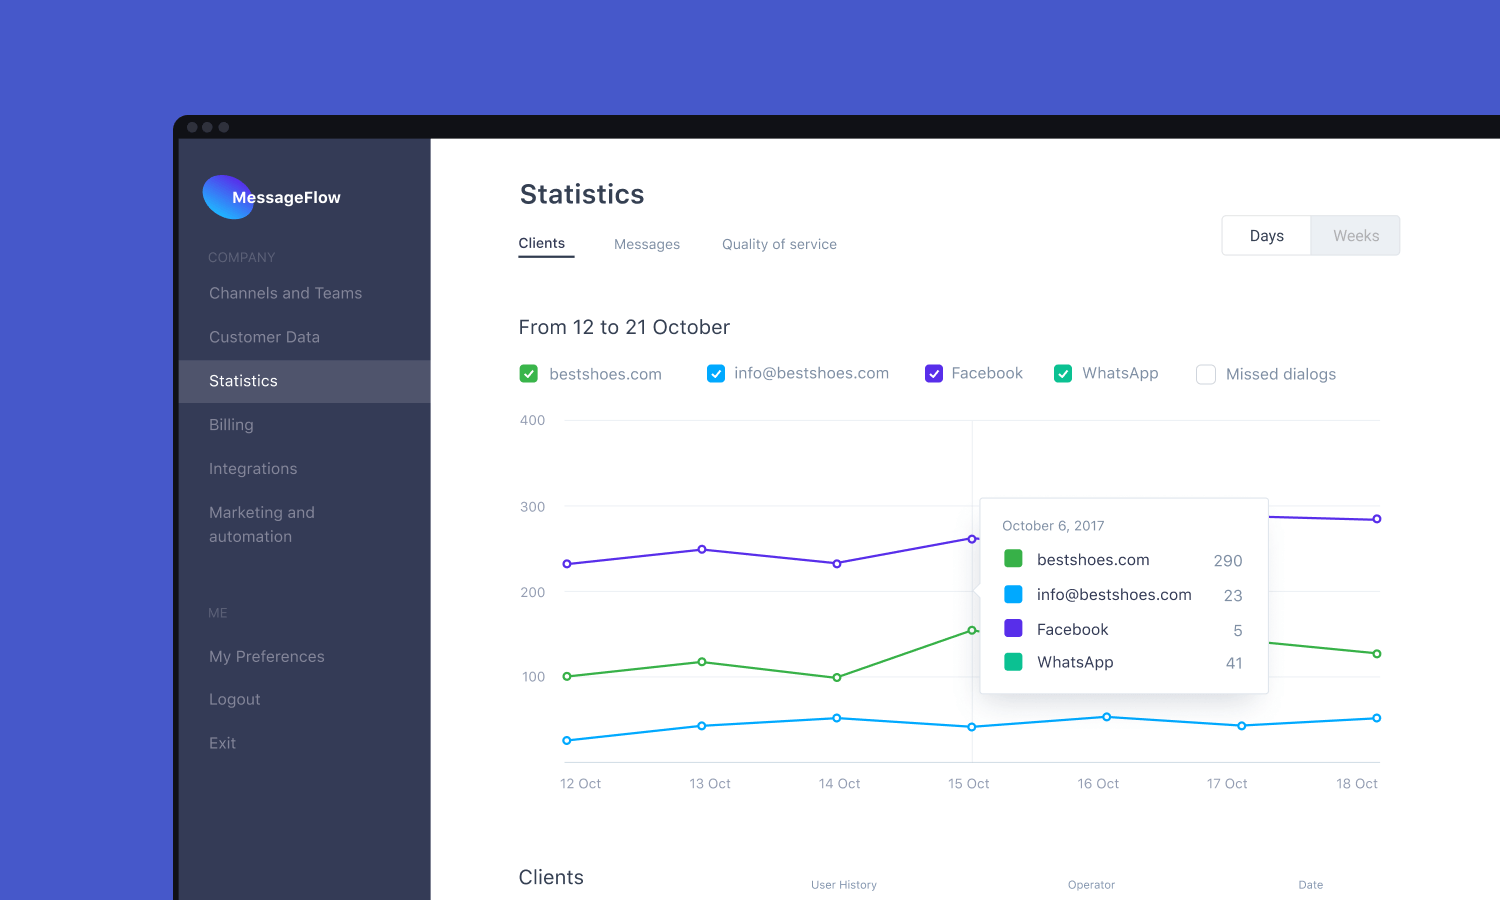 MessageFlow
COMPANY
Channels and Teams
Customer Data
Statistics
Billing
Integrations
Marketing and
automation
ME
My Preferences
Logout
Exit
Statistics
Clients Messages Quality of service
Days Weeks
From 12 to 21 October
bestshoes.com info@bestshoes.com Facebook WhatsApp Missed dialogs
400
300
200
100
October 6, 2017
bestshoes.com 290
info@bestshoes.com 23
Facebook 5
WhatsApp 41
12 Oct 13 Oct 14 Oct 15 Oct 16 Oct 17 Oct 18 Oct
Clients User History Operator Date